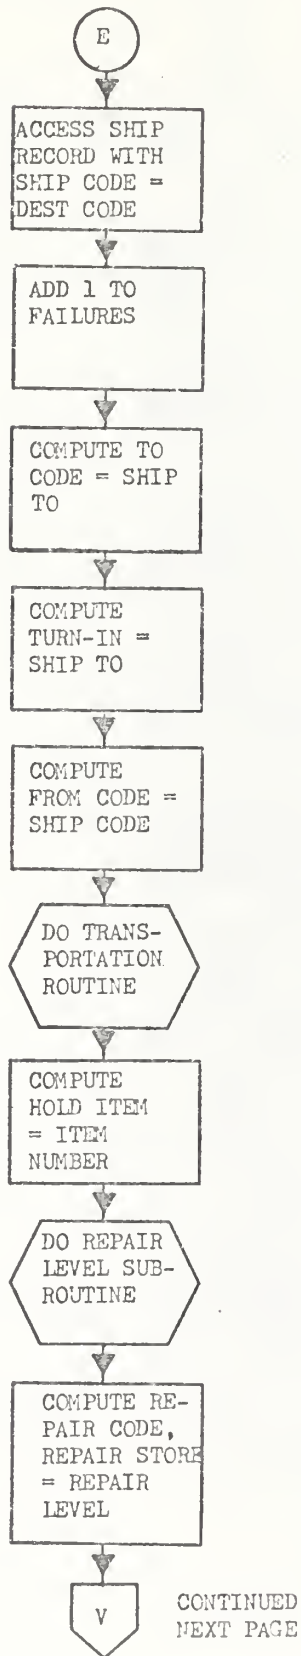 E
ACCESS SHIP
RECORD WITH
SHIP CODE =
DEST CODE
ADD 1 TO
FAILURES
COMPUTE TO
CODE = SHIP
TO
COMPUTE
TURN-IN =
SHIP TO
COMPUTE
FROM CODE =
SHIP CODE
DO TRANS-
PORTATION
ROUTINE
COMPUTE
HOLD ITEM
= ITEM
NUMBER
DO REPAIR
LEVEL SUB-
ROUTINE
COMPUTE RE-
PAIR CODE,
REPAIR STORE
= REPAIR
LEVEL
V
CONTINUED
NEXT PAGE